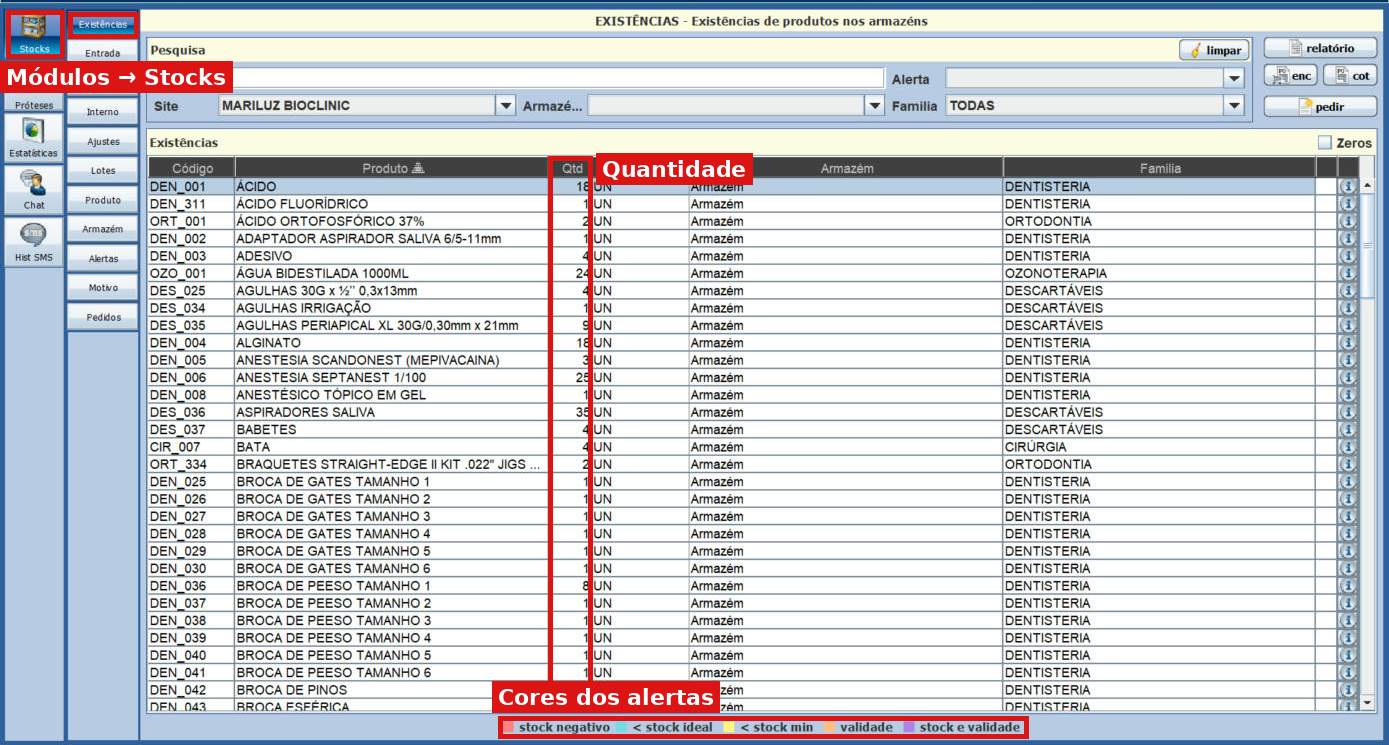 EXISTÊNCIAS - Existências de produtos nos armazéns
Stocks
Módulos → Stocks
Próteses
Estatísticas
Chat
Hist SMS
Existências
Entrada
Interno
Ajustes
Lotes
Produto
Armazém
Alertas
Motivo
Pedidos
Pesquisa
limpar
relatório
Alerta
enc
cot
Site MARILUZ BIOCLINIC Armazé... Familia TODAS
pedir
Existências
Zeros
Código Produto Qtd Quantidade Armazém Familia
DEN_001 ÁCIDO 18 UN Armazém DENTISTERIA
DEN_311 ÁCIDO FLUORÍDRICO 1 UN Armazém DENTISTERIA
ORT_001 ÁCIDO ORTOFOSFÓRICO 37% 2 UN Armazém ORTODONTIA
DEN_002 ADAPTADOR ASPIRADOR SALIVA 6/5-11mm 1 UN Armazém DENTISTERIA
DEN_003 ADESIVO 4 UN Armazém DENTISTERIA
OZO_001 ÁGUA BIDESTILADA 1000ML 24 UN Armazém OZONOTERAPIA
DES_025 AGULHAS 30G x ½'' 0,3x13mm 4 UN Armazém DESCARTÁVEIS
DES_034 AGULHAS IRRIGAÇÃO 1 UN Armazém DESCARTÁVEIS
DES_035 AGULHAS PERIAPICAL XL 30G/0,30mm x 21mm 9 UN Armazém DESCARTÁVEIS
DEN_004 ALGINATO 18 UN Armazém DENTISTERIA
DEN_005 ANESTESIA SCANDONEST (MEPIVACAINA) 3 UN Armazém DENTISTERIA
DEN_006 ANESTESIA SEPTANEST 1/100 25 UN Armazém DENTISTERIA
DEN_008 ANESTÉSICO TÓPICO EM GEL 1 UN Armazém DENTISTERIA
DES_036 ASPIRADORES SALIVA 35 UN Armazém DESCARTÁVEIS
DES_037 BABETES 4 UN Armazém DESCARTÁVEIS
CIR_007 BATA 4 UN Armazém CIRÚRGIA
ORT_334 BRAQUETES STRAIGHT-EDGE II KIT .022" JIGS ... 2 UN Armazém ORTODONTIA
DEN_025 BROCA DE GATES TAMANHO 1 1 UN Armazém DENTISTERIA
DEN_026 BROCA DE GATES TAMANHO 2 1 UN Armazém DENTISTERIA
DEN_027 BROCA DE GATES TAMANHO 3 1 UN Armazém DENTISTERIA
DEN_028 BROCA DE GATES TAMANHO 4 1 UN Armazém DENTISTERIA
DEN_029 BROCA DE GATES TAMANHO 5 1 UN Armazém DENTISTERIA
DEN_030 BROCA DE GATES TAMANHO 6 1 UN Armazém DENTISTERIA
DEN_036 BROCA DE PEESO TAMANHO 1 8 UN Armazém DENTISTERIA
DEN_037 BROCA DE PEESO TAMANHO 2 1 UN Armazém DENTISTERIA
DEN_038 BROCA DE PEESO TAMANHO 3 1 UN Armazém DENTISTERIA
DEN_039 BROCA DE PEESO TAMANHO 4 1 UN Armazém DENTISTERIA
DEN_040 BROCA DE PEESO TAMANHO 5 1 UN Armazém DENTISTERIA
DEN_041 BROCA DE PEESO TAMANHO 6 1 UN Armazém DENTISTERIA
DEN_042 BROCA DE PINOS DENTISTERIA
DEN_043 BROCA ESFÉRICA DENTISTERIA
Cores dos alertas
stock negativo < stock ideal < stock min validade stock e validade